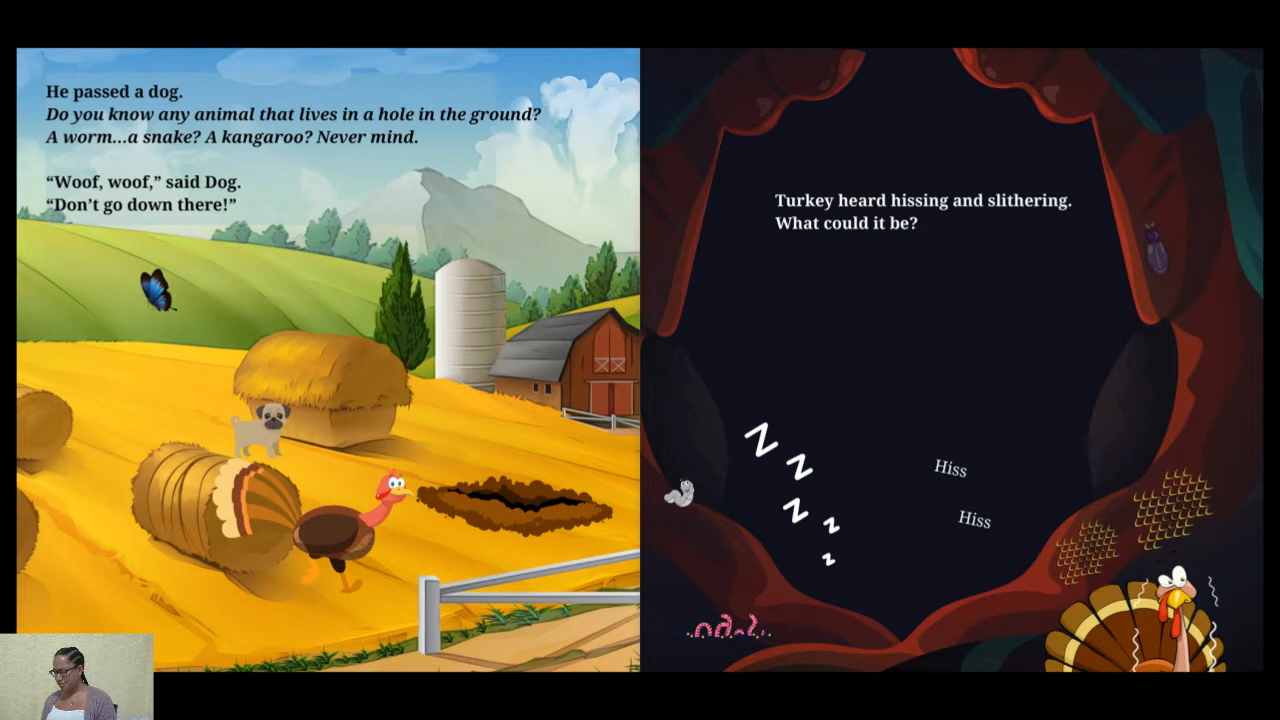 He passed a dog.
Do you know any animal that lives in a hole in the ground?
A worm...a snake? A kangaroo? Never mind.
“Woof, woof,” said Dog.
“Don’t go down there!”
Turkey heard hissing and slithering.
What could it be?
Z
Z
Z
Z
Z
Hiss
Hiss